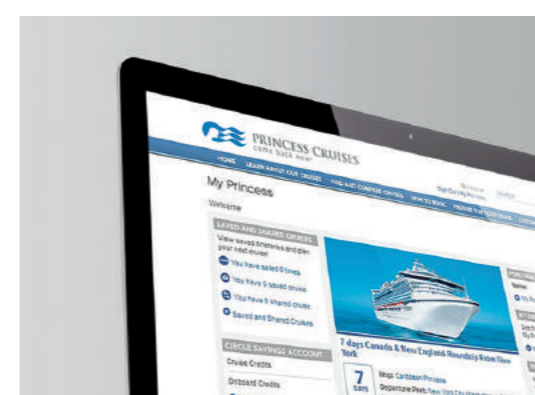 PRINCESS CRUISES
come back new
HOME LEARN ABOUT OUR CRUISES FIND AND COMPARE CRUISES HOW TO BOOK
My Princess
Welcome
SAVED AND SHARED CRUISES
View saved itineraries and plan
your next cruise!
You have sailed 0 times
You have 0 saved cruise
You have 0 shared cruise
Saved and Shared Cruises
CIRCLE SAVINGS ACCOUNT
Cruise Credits
Onboard Credits
7 days Canada & New England Roundtrip From New
York
7
DAYS
Ship: Caribbean Princess
Departure Port: New York City